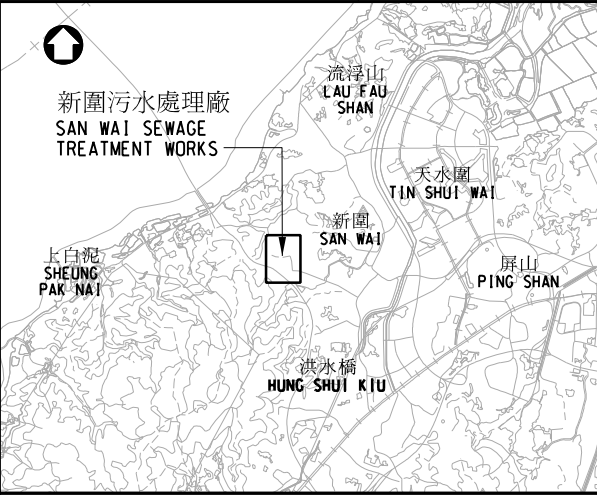 流浮山
LAU FAU
SHAN
新圍污水處理廠
SAN WAI SEWAGE
TREATMENT WORKS
天水圍
TIN SHUI WAI
新圍
SAN WAI
上白泥
SHEUNG
PAK NAI
屏山
PING SHAN
洪水橋
HUNG SHUI KIU